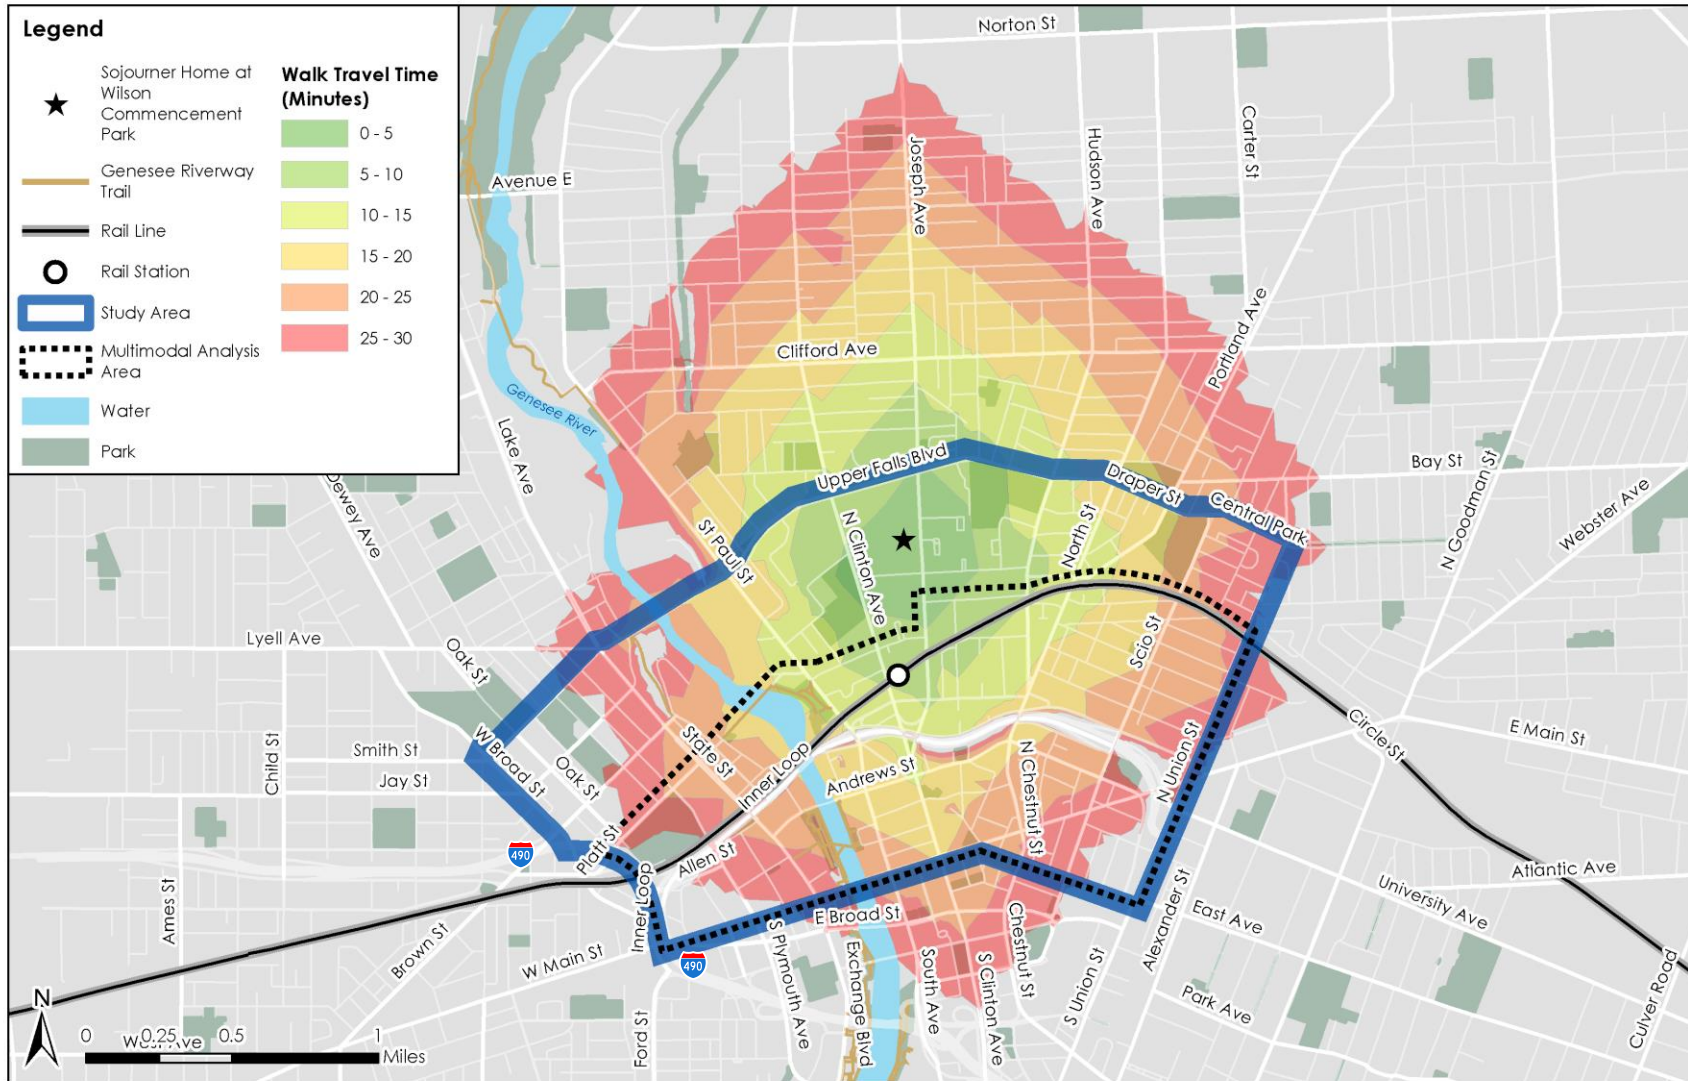 Legend
Sojourner Home at
Wilson
Commencement
Park
Genesee Riverway
Trail
Rail Line
Rail Station
Study Area
Multimodal Analysis
Area
Water
Park
Walk Travel Time
(Minutes)
0 - 5
5 - 10
10 - 15
15 - 20
20 - 25
25 - 30
Norton St
Avenue E
Joseph Ave
Hudson Ave
Carter St
Portland Ave
Clifford Ave
Genesee River
Lake Ave
Dewey Ave
Upper Falls Blvd
Draper St
Central Park
Bay St
N Goodman St
Webster Ave
St Paul St
N Clinton Ave
North St
Scio St
Lyell Ave
Oak St
W Broad St
Oak St
State St
Smith St
Jay St
Child St
Inner Loop
Andrews St
N Chestnut St
N Union St
Circle St
E Main St
Platt St
Allen St
490
Inner Loop
Ames St
Brown St
W Main St
490
E Broad St
S Plymouth Ave
Exchange Blvd
South Ave
S Clinton Ave
Chestnut St
S Union St
Alexander St
East Ave
University Ave
Atlantic Ave
Park Ave
Culver Road
Ford St
West Ave
N
0 0.25 0.5 1
Miles